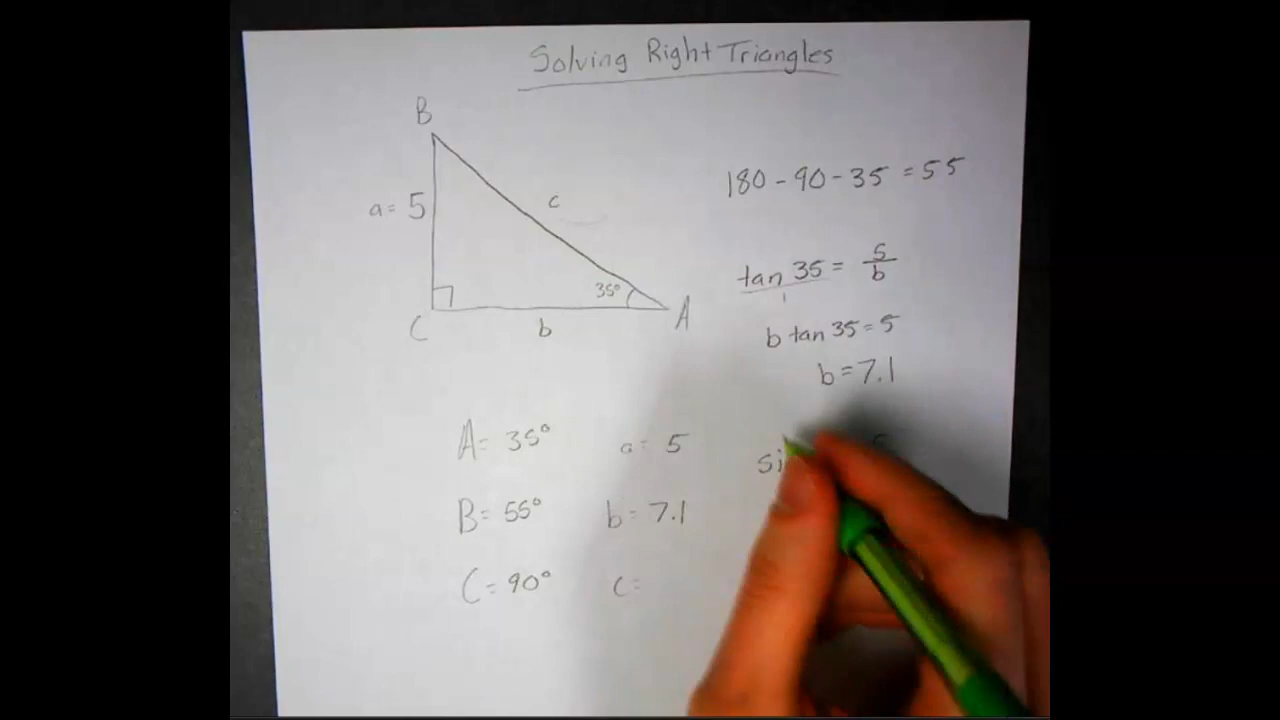 Solving Right Triangles
B
a = 5
c
35°
C
b
A
180 - 90 - 35 = 55
tan 35 = 5/b
b tan 35 = 5
b = 7.1
A = 35°
a = 5
B = 55°
b = 7.1
C = 90°
c =